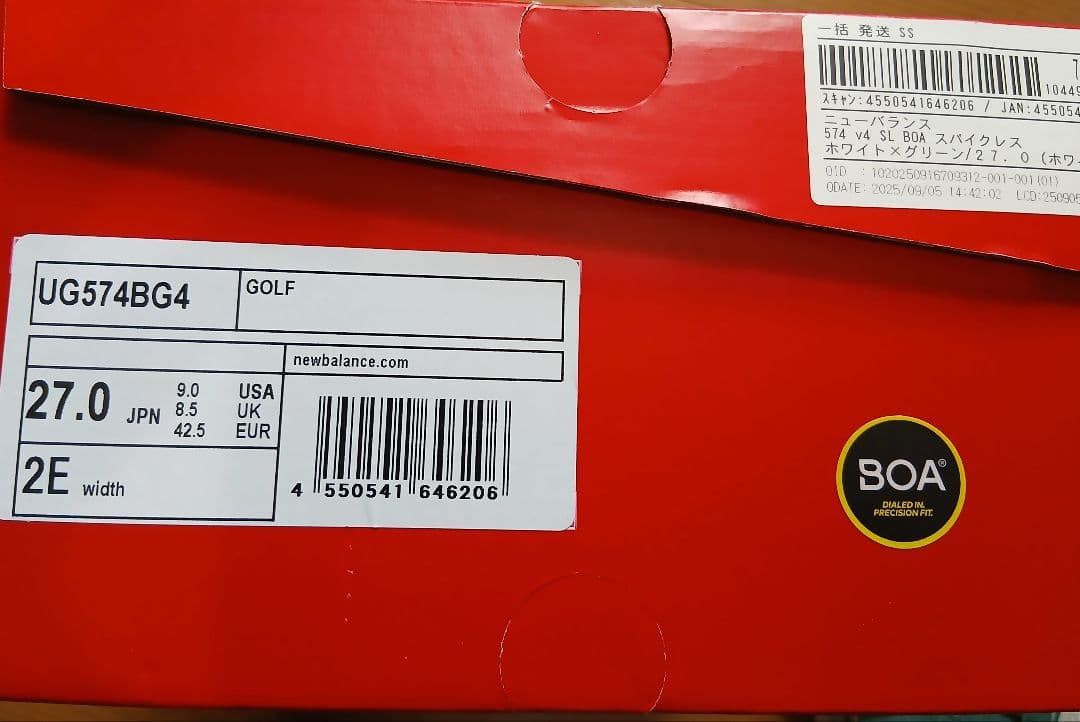 一括 発送 SS
スキャン:4550541646206 / JAN:455054
ニューバランス
574 v4 SL BOA スパイクレス
ホワイト×グリーン/27.0 (ホワ
OID : 1020250916709312-001-001(01)
ODATE: 2025/09/05 14:42:02 LCD:250905
UG574BG4
GOLF
newbalance.com
27.0 JPN
9.0 USA
8.5 UK
42.5 EUR
2E width
4 550541 646206
BOA®
DIALED IN.
PRECISION FIT.